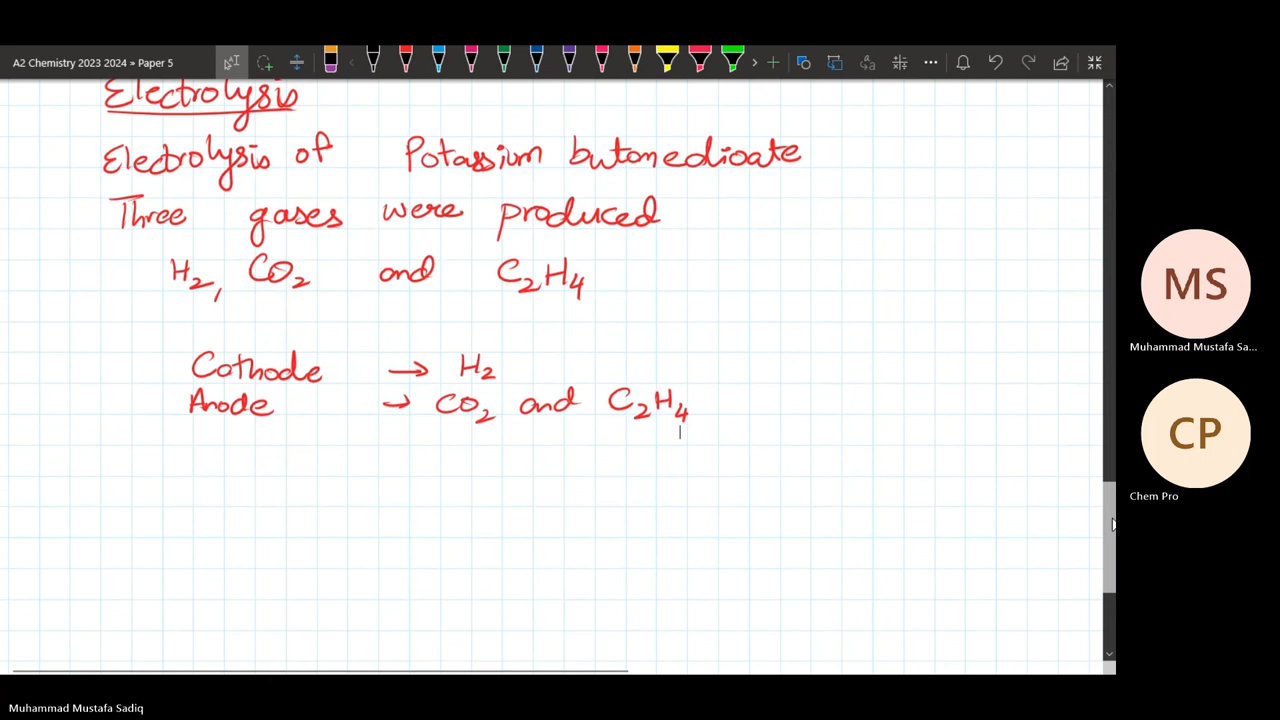 A2 Chemistry 2023 2024 » Paper 5
Electrolysis
Electrolysis of Potassium butanedioate
Three gases were produced
H₂, CO₂ and C₂H₄
Cathode → H₂
Anode → CO₂ and C₂H₄
MS
Muhammad Mustafa Sa...
CP
Chem Pro
Muhammad Mustafa Sadiq